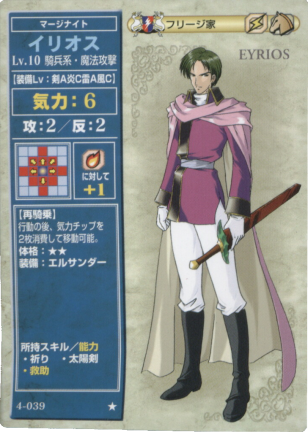 マージナイト
イリオス
Lv.10 騎兵系・魔法攻撃
【装備Lv:剣A炎C雷A風C】
気力:6
攻:2/反:2
に対して
+1
【再騎乗】
行動の後、気力チップを
2枚消費して移動可能。
体格:★★
装備:エルサンダー
所持スキル/能力
・祈り ・太陽剣
・救助
4-039 ★
フリージ家
EYRIOS